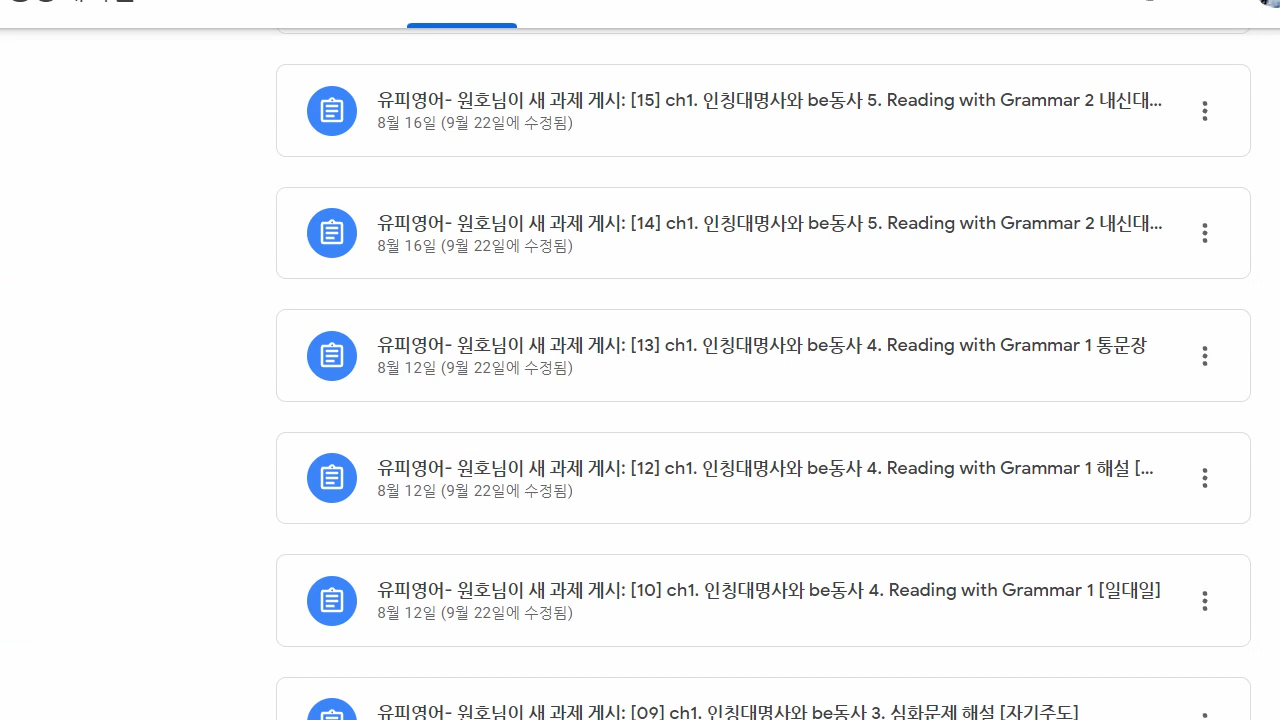 유피영어- 원호님이 새 과제 게시: [15] ch1. 인칭대명사와 be동사 5. Reading with Grammar 2 내신대...
8월 16일 (9월 22일에 수정됨)
유피영어- 원호님이 새 과제 게시: [14] ch1. 인칭대명사와 be동사 5. Reading with Grammar 2 내신대...
8월 16일 (9월 22일에 수정됨)
유피영어- 원호님이 새 과제 게시: [13] ch1. 인칭대명사와 be동사 4. Reading with Grammar 1 통문장
8월 12일 (9월 22일에 수정됨)
유피영어- 원호님이 새 과제 게시: [12] ch1. 인칭대명사와 be동사 4. Reading with Grammar 1 해설 [...
8월 12일 (9월 22일에 수정됨)
유피영어- 원호님이 새 과제 게시: [10] ch1. 인칭대명사와 be동사 4. Reading with Grammar 1 [일대일]
8월 12일 (9월 22일에 수정됨)
유피영어- 원호님이 새 과제 게시: [09] ch1. 인칭대명사와 be동사 3. 심화문제 해설 [자기주도]